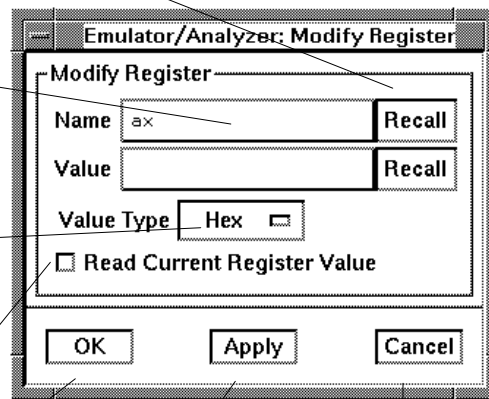 Emulator/Analyzer: Modify Register
Modify Register
Name ax Recall
Value Recall
Value Type Hex
Read Current Register Value
OK Apply Cancel